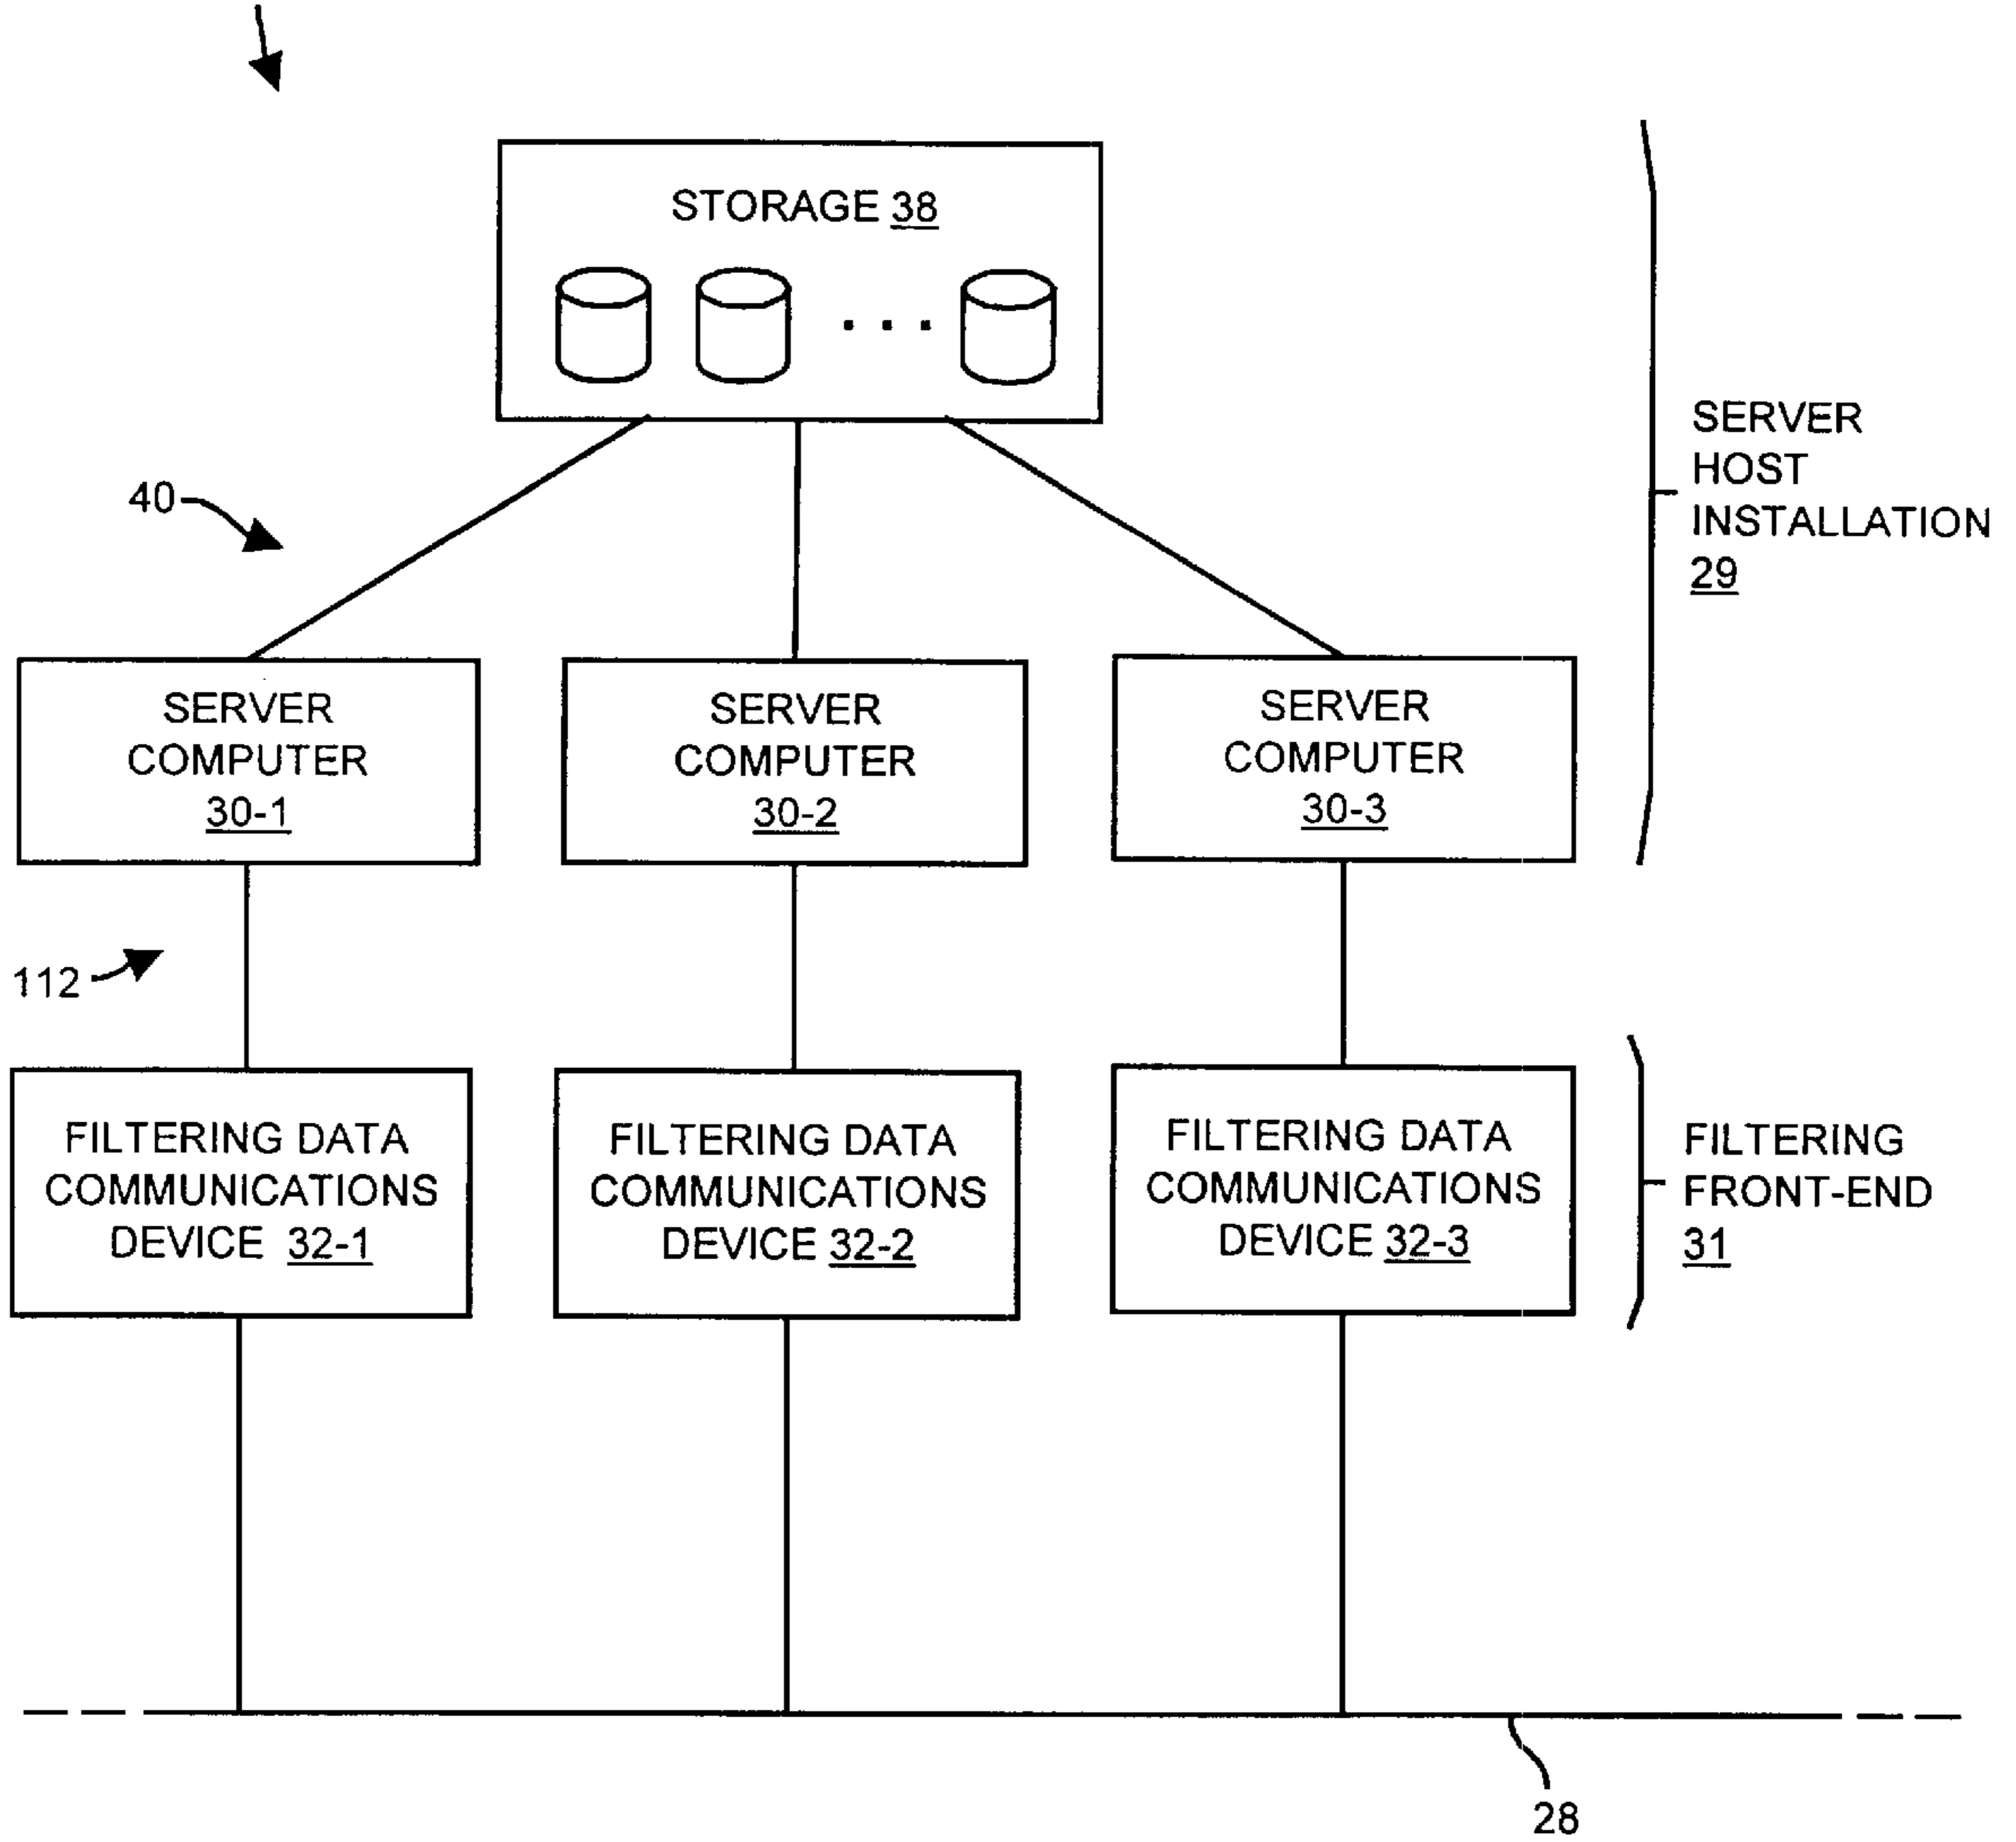 STORAGE 38
SERVER
HOST
INSTALLATION
29
40
SERVER
COMPUTER
30-1
SERVER
COMPUTER
30-2
SERVER
COMPUTER
30-3
112
FILTERING DATA
COMMUNICATIONS
DEVICE 32-1
FILTERING DATA
COMMUNICATIONS
DEVICE 32-2
FILTERING DATA
COMMUNICATIONS
DEVICE 32-3
FILTERING
FRONT-END
31
28